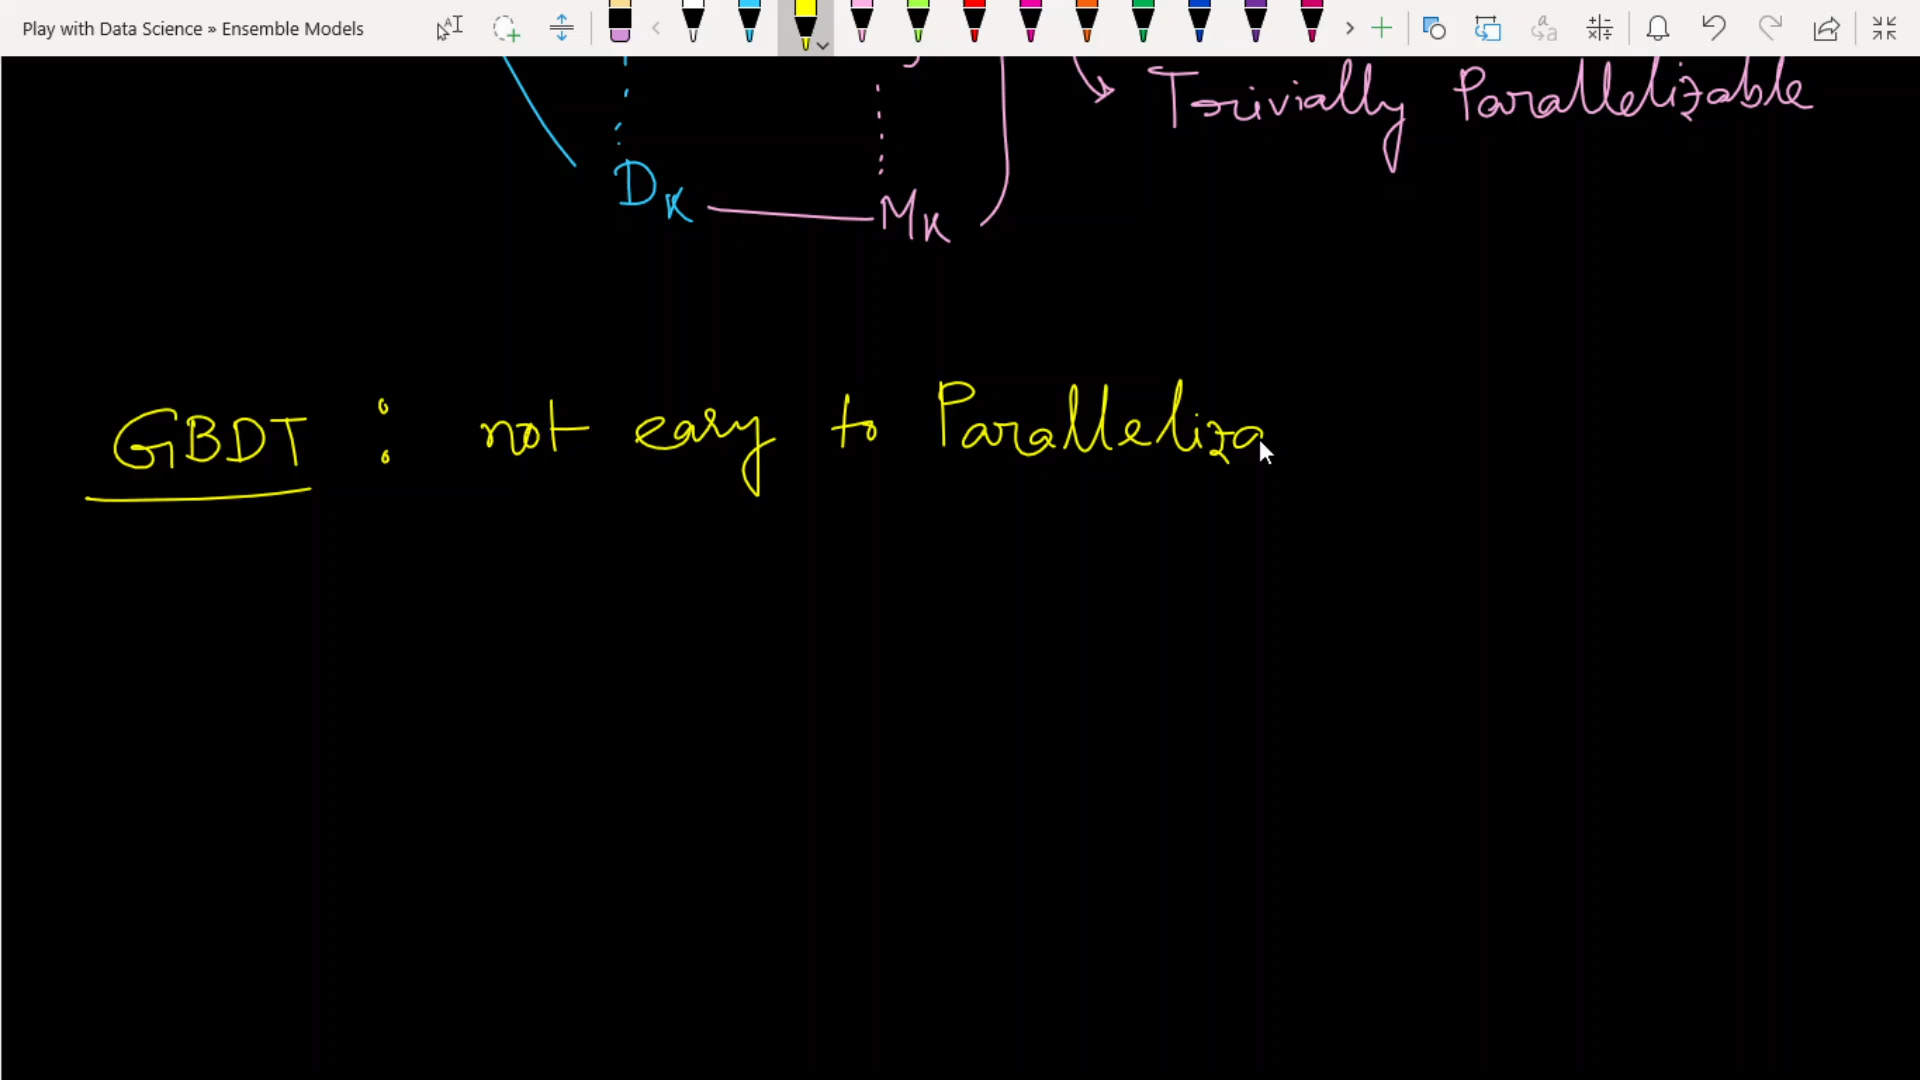 Play with Data Science » Ensemble Models
Trivially Parallelizable
DK
MK
GBDT : not easy to Paralleliza